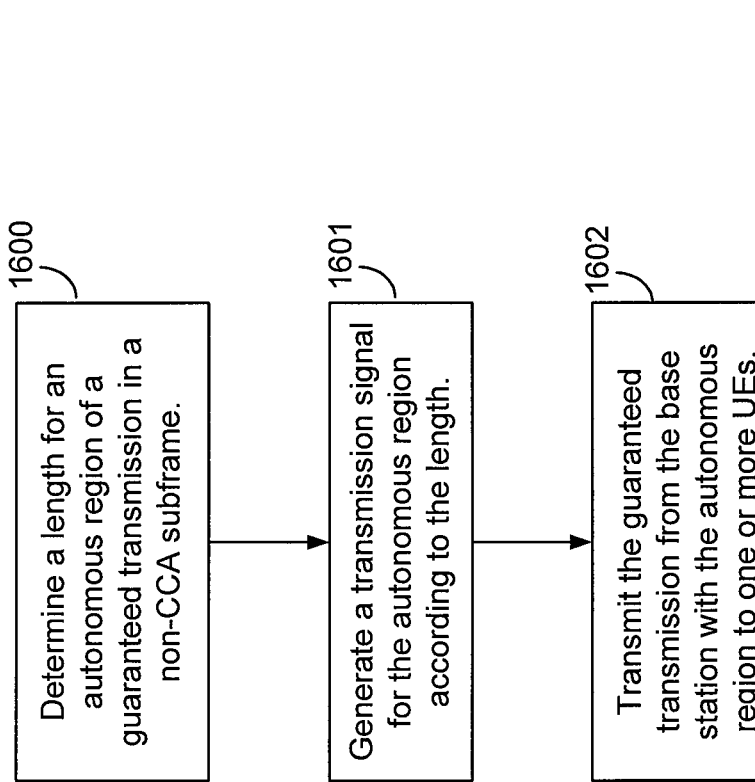 1600
Determine a length for an
autonomous region of a
guaranteed transmission in a
non-CCA subframe.
1601
Generate a transmission signal
for the autonomous region
according to the length.
1602
Transmit the guaranteed
transmission from the base
station with the autonomous
region to one or more UEs.